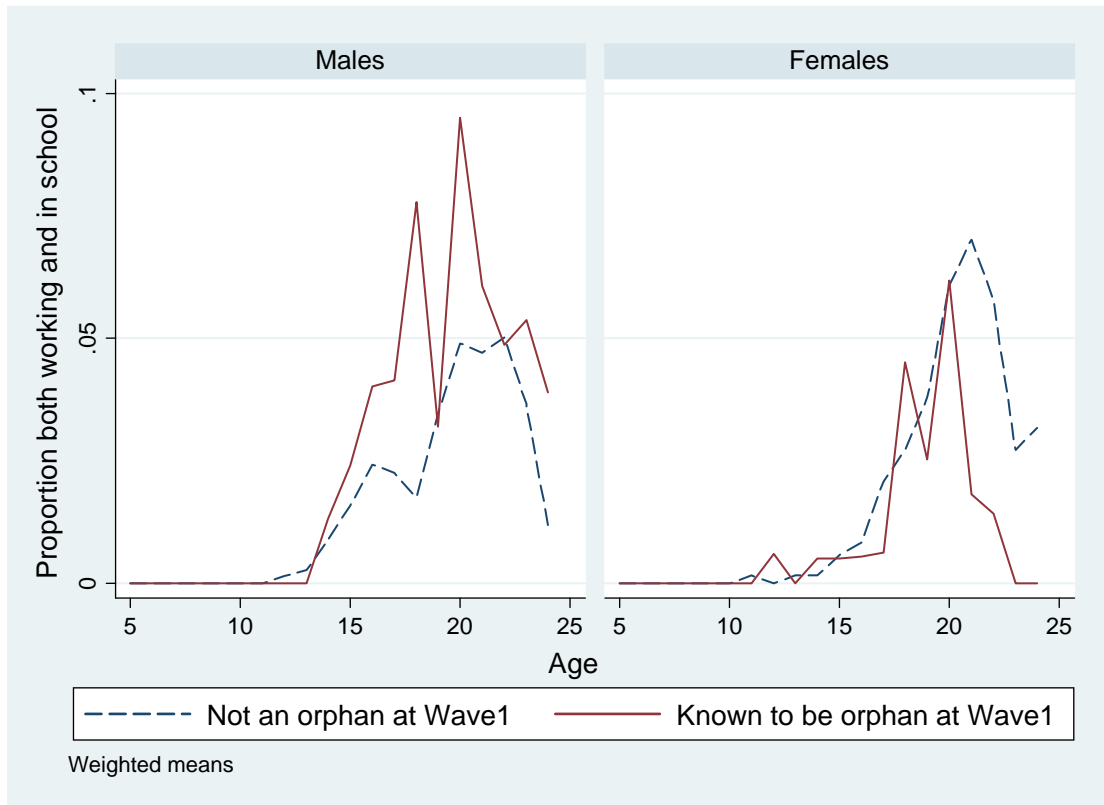 Males
Females
Proportion both working and in school
.1
.05
0
5 10 15 20 25
5 10 15 20 25
Age
Not an orphan at Wave1
Known to be orphan at Wave1
Weighted means